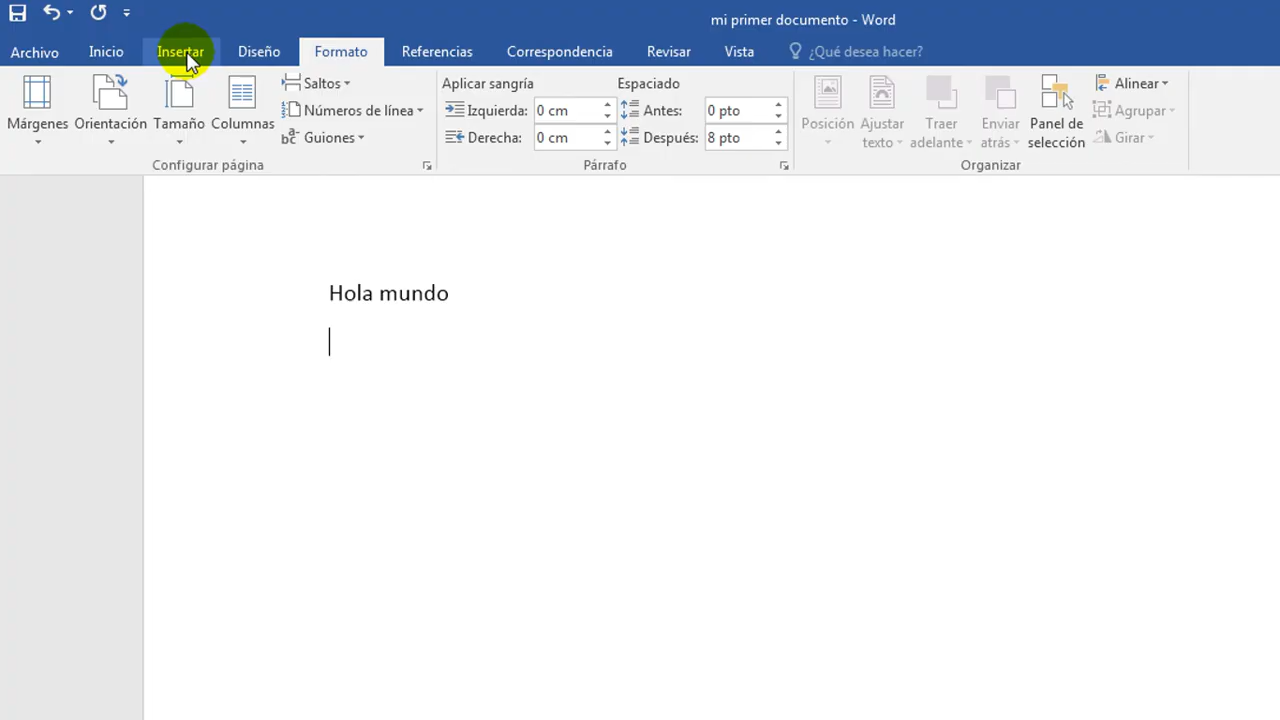 mi primer documento - Word
Archivo Inicio Insertar Diseño Formato Referencias Correspondencia Revisar Vista ¿Qué desea hacer?
Márgenes Orientación Tamaño Columnas
Saltos
Números de línea
Guiones
Configurar página
Aplicar sangría Espaciado
Izquierda: 0 cm Antes: 0 pto
Derecha: 0 cm Después: 8 pto
Párrafo
Posición Ajustar texto Traer adelante Enviar atrás Panel de selección
Alinear
Agrupar
Girar
Organizar
Hola mundo